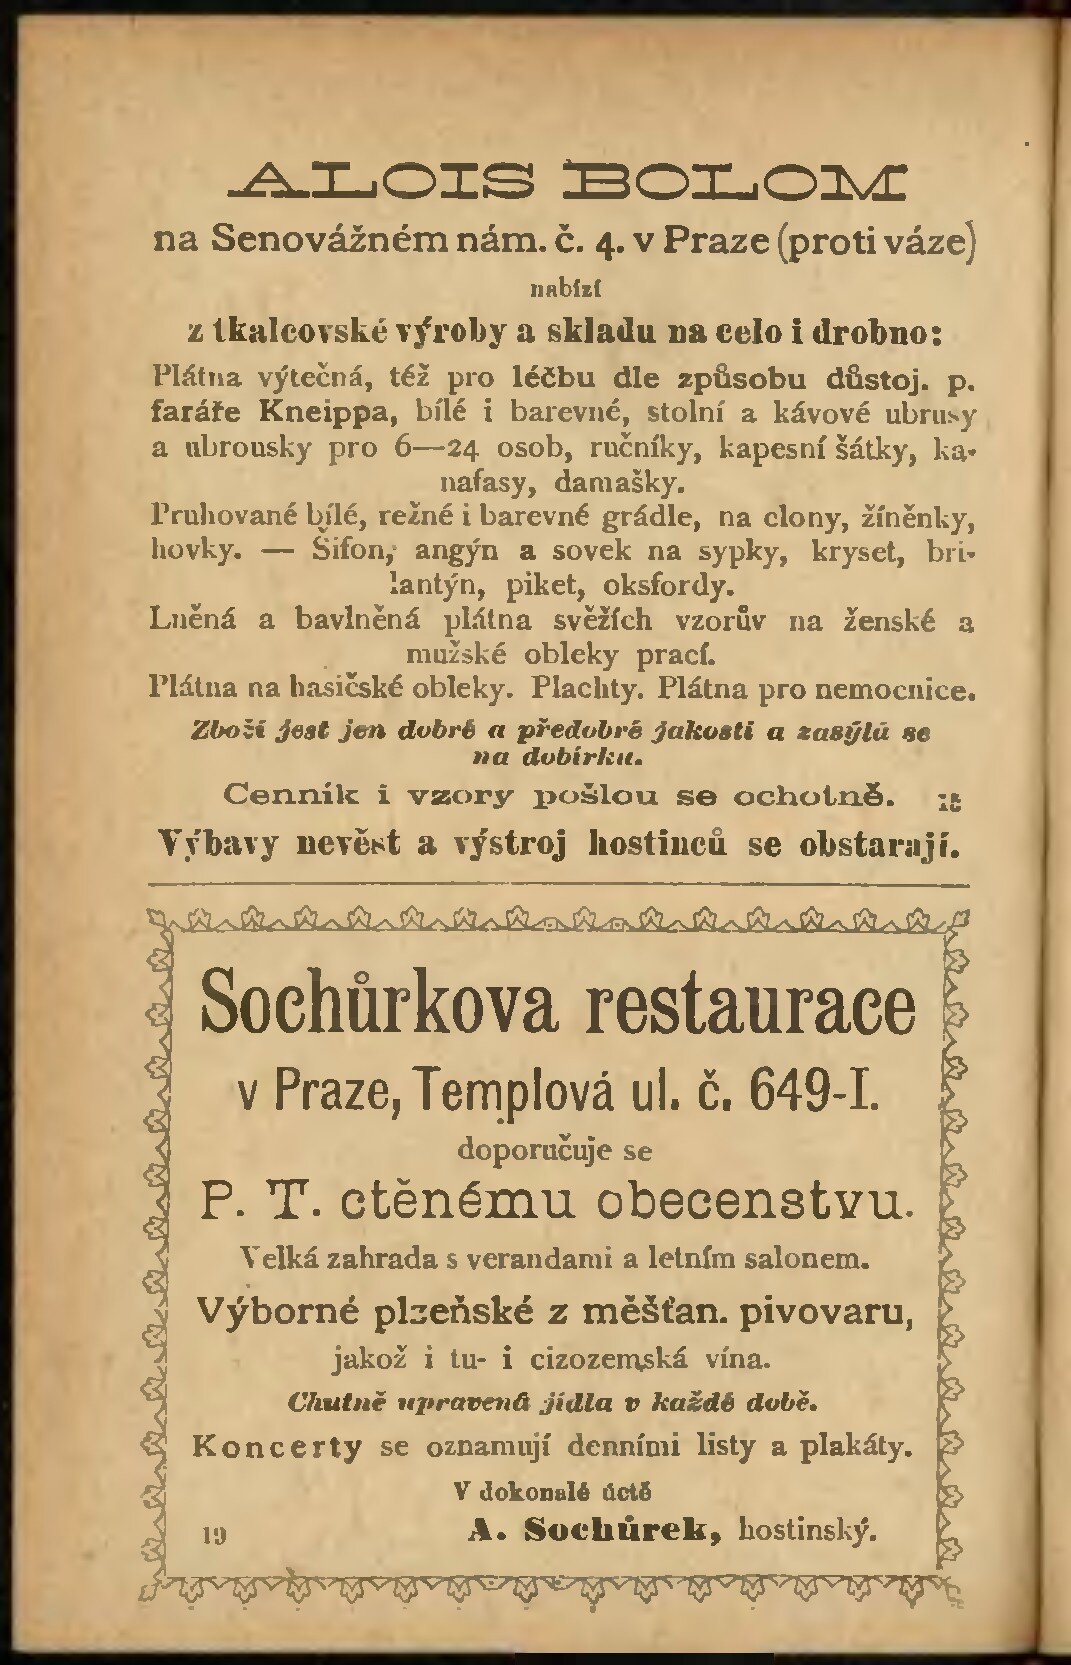 ALOIS BOLOM
na Senovážném nám. č. 4. v Praze (proti váze)
nabízí
z tkalcovské výroby a skladu na celo i drobno:
Plátna výtečná, též pro léčbu dle způsobu důstoj. p.
faráře Kneippa, bílé i barevné, stolní a kávové ubrusy
a ubrousky pro 6—24 osob, ručníky, kapesní šátky, ka-
nafasy, damašky.
Pruhované bílé, režné i barevné grádle, na clony, žíněnky,
hovky. — Šifon, angýn a sovek na sypky, kryset, bri-
lantýn, piket, oksfordy.
Lněná a bavlněná plátna svěžích vzorův na ženské a
mužské obleky prací.
Plátna na hasičské obleky. Plachty. Plátna pro nemocnice.
Zboží jest jen dobré a předobré jakosti a zasýlá se
na dobírku.
Cenník i vzory pošlou se ochotně.
Výbavy nevěst a výstroj hostinců se obstarají.
Sochůrkova restaurace
v Praze, Templová ul. č. 649-I.
doporučuje se
P. T. ctěnému obecenstvu.
Velká zahrada s verandami a letním salonem.
Výborné plzeňské z měšťan. pivovaru,
jakož i tu- i cizozemská vína.
Chutně upravená jídla v každé době.
Koncerty se oznamují denními listy a plakáty.
V dokonalé úctě
19 A. Sochůrek, hostinský.